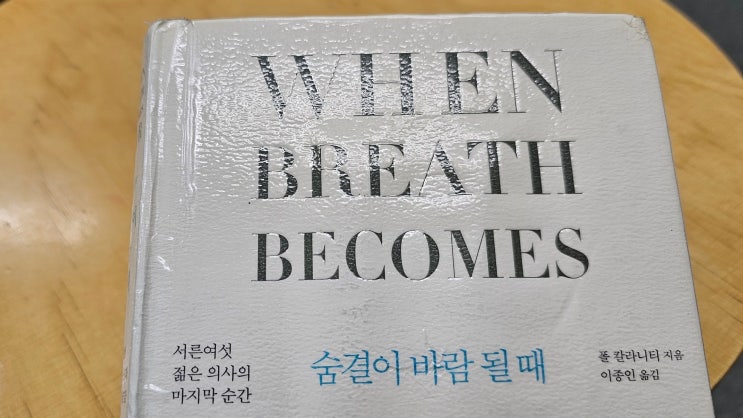 WHEN
BREATH
BECOMES
서른여섯
젊은 의사의
마지막 순간
숨결이 바람 될 때
폴 칼라니티 지음
이종인 옮김